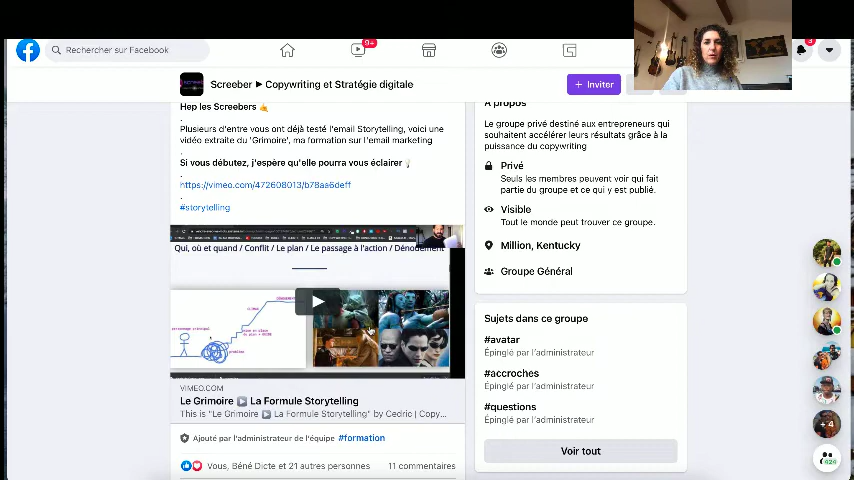 Rechercher sur Facebook
9+
3
Screeber ▶ Copywriting et Stratégie digitale
+ Inviter
Hep les Screebers 🤙
.
Plusieurs d'entre vous ont déjà testé l'email Storytelling, voici une
vidéo extraite du 'Grimoire', ma formation sur l'email marketing
.
Si vous débutez, j'espère qu'elle pourra vous éclairer 💡
.
https://vimeo.com/472608013/b78aa6deff
.
#storytelling
Qui, où et quand / Conflit / Le plan / Le passage à l'action / Dénouement
VIMEO.COM
Le Grimoire ▶ La Formule Storytelling
This is "Le Grimoire ▶ La Formule Storytelling" by Cedric | Copy...
Ajouté par l'administrateur de l'équipe #formation
Vous, Béné Dicte et 21 autres personnes
11 commentaires
À propos
Le groupe privé destiné aux entrepreneurs qui
souhaitent accélérer leurs résultats grâce à la
puissance du copywriting
Privé
Seuls les membres peuvent voir qui fait
partie du groupe et ce qui y est publié.
Visible
Tout le monde peut trouver ce groupe.
Million, Kentucky
Groupe Général
Sujets dans ce groupe
#avatar
Épinglé par l'administrateur
#accroches
Épinglé par l'administrateur
#questions
Épinglé par l'administrateur
Voir tout
+ 4